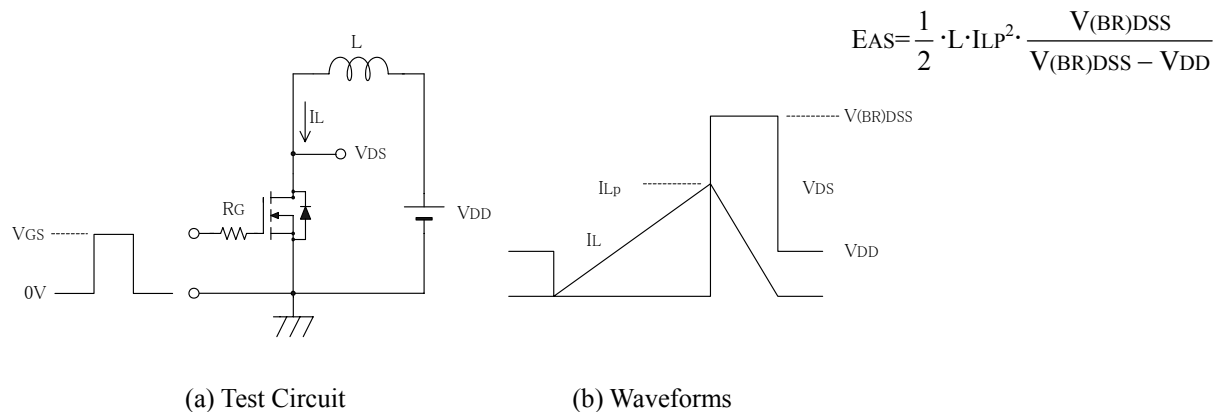 EAS=1/2 ·L·ILP²· V(BR)DSS / V(BR)DSS – VDD
L
IL
VDS
RG
VDD
VGS
0V
V(BR)DSS
ILp
VDS
IL
VDD
(a) Test Circuit
(b) Waveforms